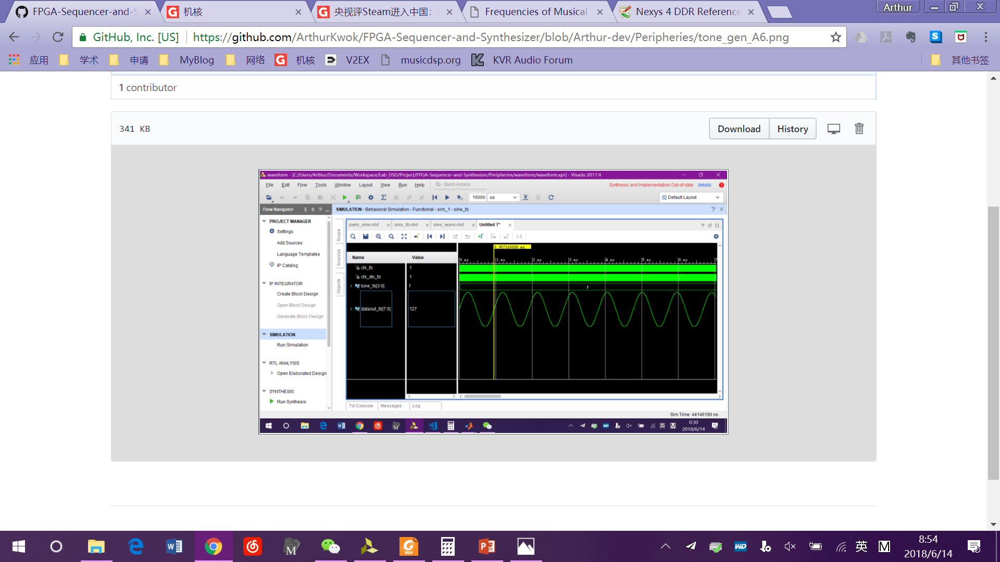 FPGA-Sequencer-and-S
机核
央视评Steam进入中国：
Frequencies of Musical
Nexys 4 DDR Reference
Arthur
GitHub, Inc. [US]
https://github.com/ArthurKwok/FPGA-Sequencer-and-Synthesizer/blob/Arthur-dev/Peripheries/tone_gen_A6.png
应用
学术
申请
MyBlog
网络
机核
V2EX
musicdsp.org
KVR Audio Forum
其他书签
1 contributor
341 KB
Download
History
waveform - [C:/Users/Arthur/Documents/Workspace/Lab_DSD/Project/FPGA-Sequencer-and-Synthesizer/Peripheries/waveform/waveform.xpr] - Vivado 2017.4
File Edit Flow Tools Window Layout View Run Help
Quick Access
Synthesis and Implementation Out-of-date details
10000 us
Default Layout
Flow Navigator
SIMULATION - Behavioral Simulation - Functional - sim_1 - sine_tb
PROJECT MANAGER
Settings
Add Sources
Language Templates
IP Catalog
IP INTEGRATOR
Create Block Design
Open Block Design
Generate Block Design
SIMULATION
Run Simulation
RTL ANALYSIS
Open Elaborated Design
SYNTHESIS
Run Synthesis
Scope
Sources
Objects
pwm_sine.vhd
sine_tb.vhd
sine_wave.vhd
Untitled 7*
0.957320000 ms
Name Value
0 ms 1 ms 2 ms 3 ms 4 ms 5 ms 6 ms 7
clk_tb 1
clk_div_tb 1
tone_tb[3:0] f
f
dataout_tb[7:0] 127
Tcl Console Messages Log
Sim Time: 44146190 ns
英
0:30
2018/6/14
英
8:54
2018/6/14